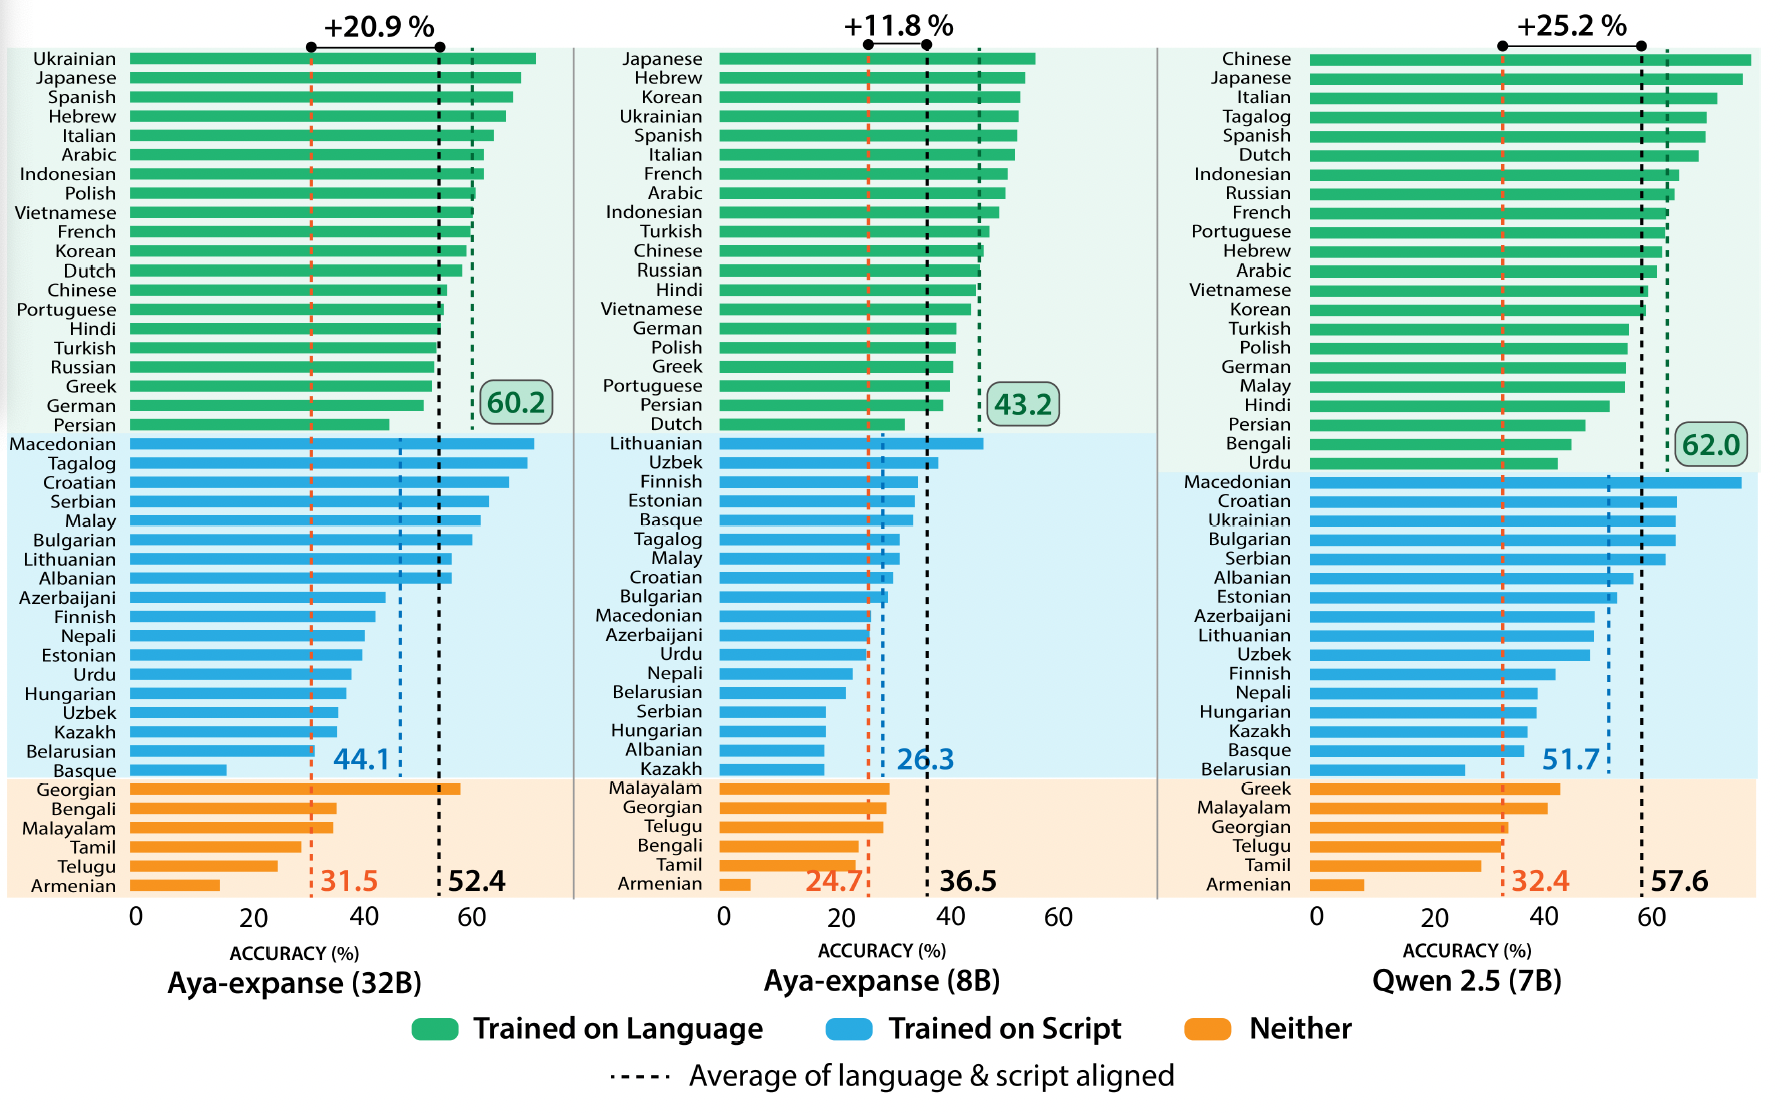 +20.9 %
Ukrainian
Japanese
Spanish
Hebrew
Italian
Arabic
Indonesian
Polish
Vietnamese
French
Korean
Dutch
Chinese
Portuguese
Hindi
Turkish
Russian
Greek
German
Persian
60.2
Macedonian
Tagalog
Croatian
Serbian
Malay
Bulgarian
Lithuanian
Albanian
Azerbaijani
Finnish
Nepali
Estonian
Urdu
Hungarian
Uzbek
Kazakh
Belarusian
Basque
44.1
Georgian
Bengali
Malayalam
Tamil
Telugu
Armenian
31.5 52.4
0 20 40 60
ACCURACY (%)
Aya-expanse (32B)
+11.8 %
Japanese
Hebrew
Korean
Ukrainian
Spanish
Italian
French
Arabic
Indonesian
Turkish
Chinese
Russian
Hindi
Vietnamese
German
Polish
Greek
Portuguese
Persian
Dutch
43.2
Lithuanian
Uzbek
Finnish
Estonian
Basque
Tagalog
Malay
Croatian
Bulgarian
Macedonian
Azerbaijani
Urdu
Nepali
Belarusian
Serbian
Hungarian
Albanian
Kazakh
26.3
Malayalam
Georgian
Telugu
Bengali
Tamil
Armenian
24.7 36.5
0 20 40 60
ACCURACY (%)
Aya-expanse (8B)
+25.2 %
Chinese
Japanese
Italian
Tagalog
Spanish
Dutch
Indonesian
Russian
French
Portuguese
Hebrew
Arabic
Vietnamese
Korean
Turkish
Polish
German
Malay
Hindi
Persian
Bengali
Urdu
62.0
Macedonian
Croatian
Ukrainian
Bulgarian
Serbian
Albanian
Estonian
Azerbaijani
Lithuanian
Uzbek
Finnish
Nepali
Hungarian
Kazakh
Basque
Belarusian
51.7
Greek
Malayalam
Georgian
Telugu
Tamil
Armenian
32.4 57.6
0 20 40 60
ACCURACY (%)
Qwen 2.5 (7B)
Trained on Language Trained on Script Neither
Average of language & script aligned